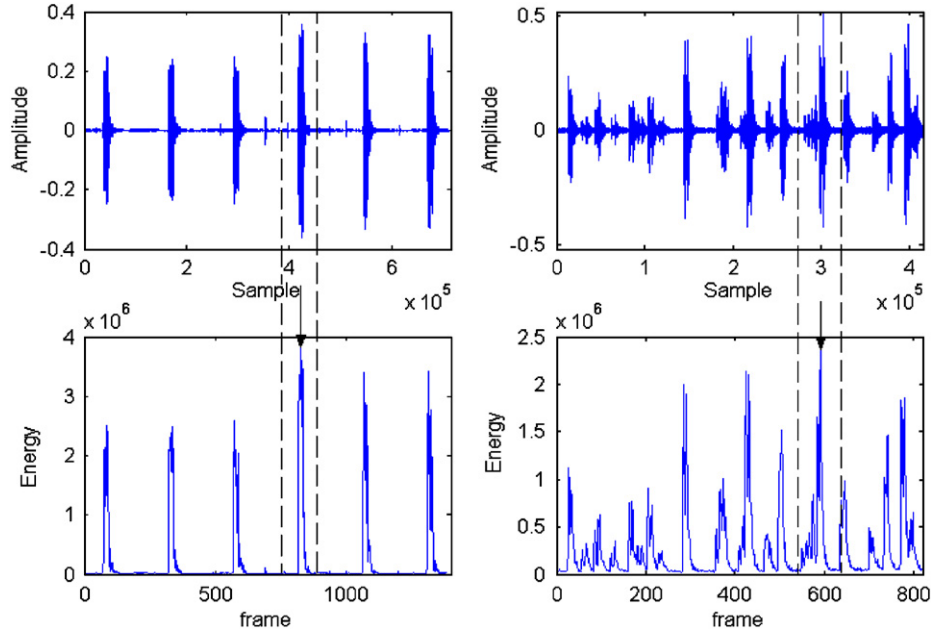 0.4
0.2
0
-0.2
-0.4
Amplitude
0 2 4 6
Sample
x 10^5
0.5
0
-0.5
Amplitude
0 1 2 3 4
Sample
x 10^5
x 10^6
4
3
2
1
0
Energy
0 500 1000
frame
x 10^6
2.5
2
1.5
1
0.5
0
Energy
0 200 400 600 800
frame